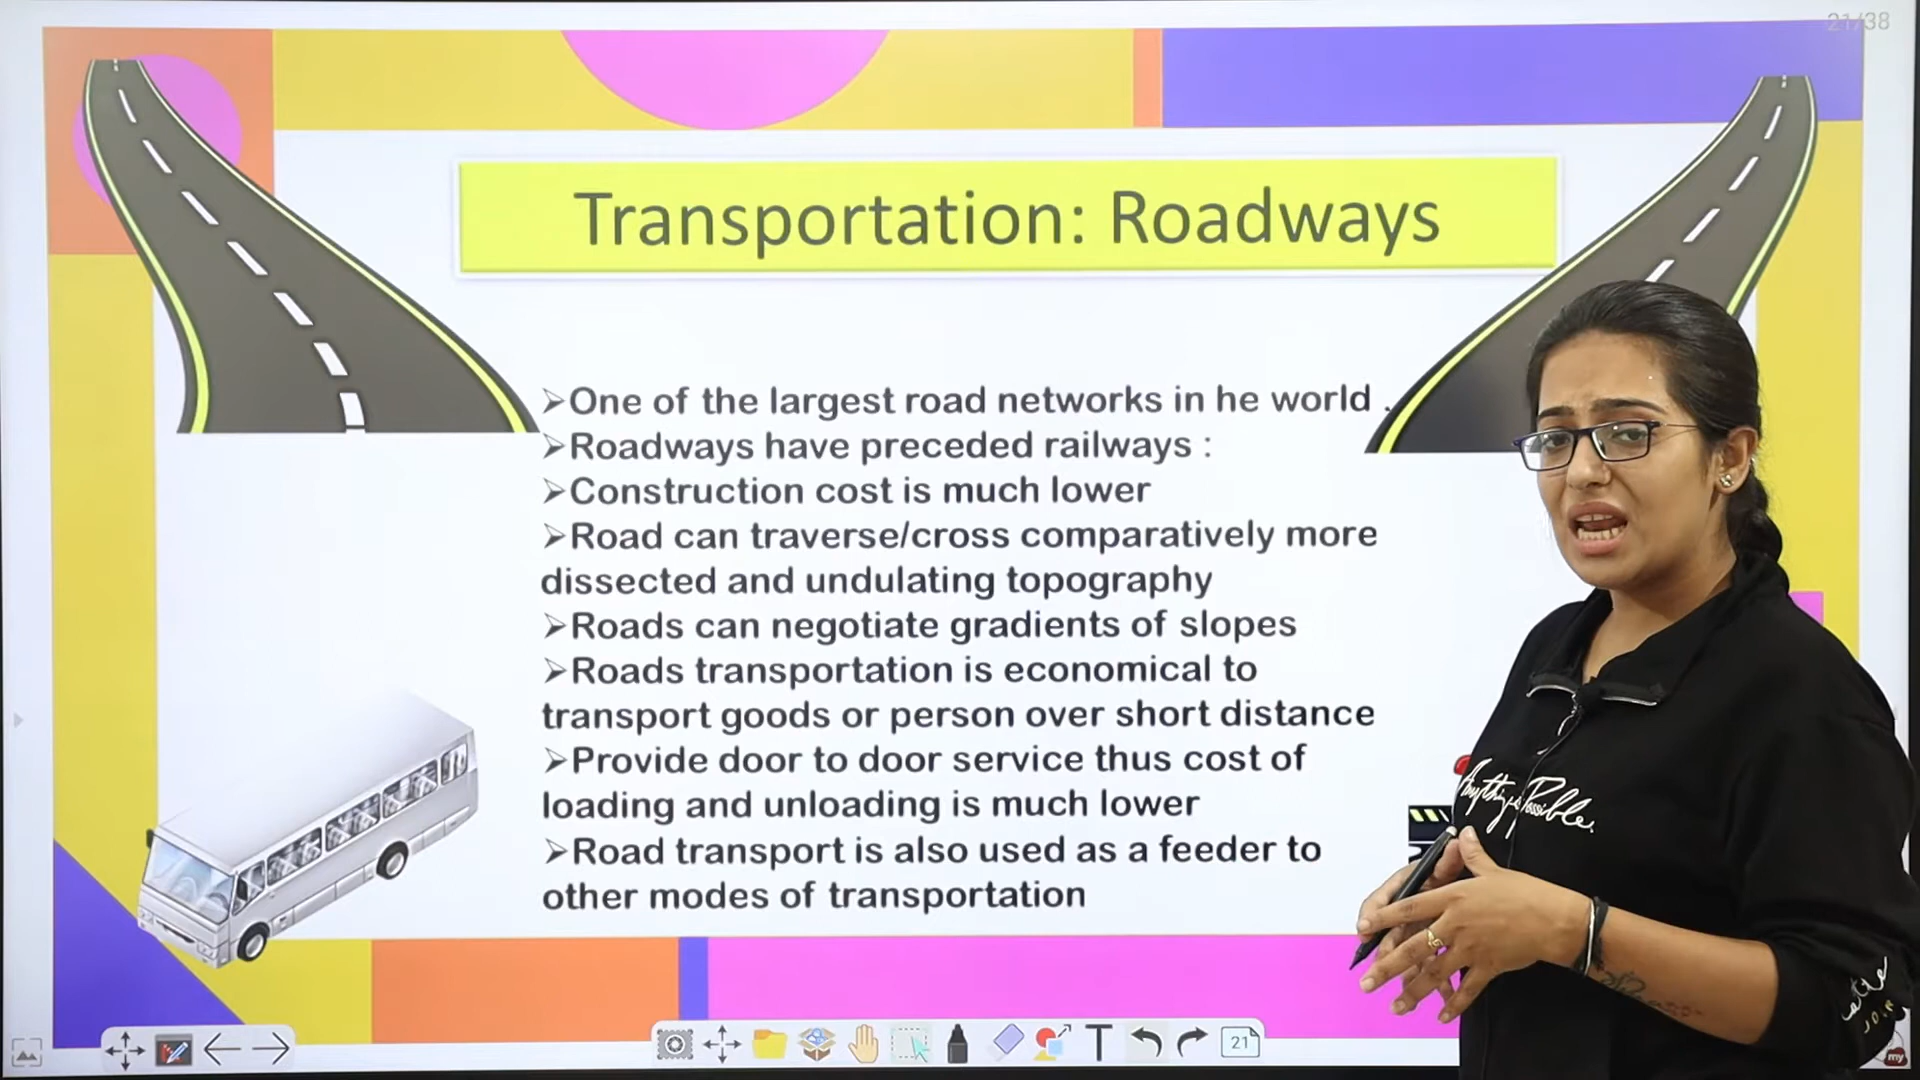 21/38
Transportation: Roadways
➢One of the largest road networks in he world .
➢Roadways have preceded railways :
➢Construction cost is much lower
➢Road can traverse/cross comparatively more
dissected and undulating topography
➢Roads can negotiate gradients of slopes
➢Roads transportation is economical to
transport goods or person over short distance
➢Provide door to door service thus cost of
loading and unloading is much lower
➢Road transport is also used as a feeder to
other modes of transportation
Anything is Possible.
T
21
my